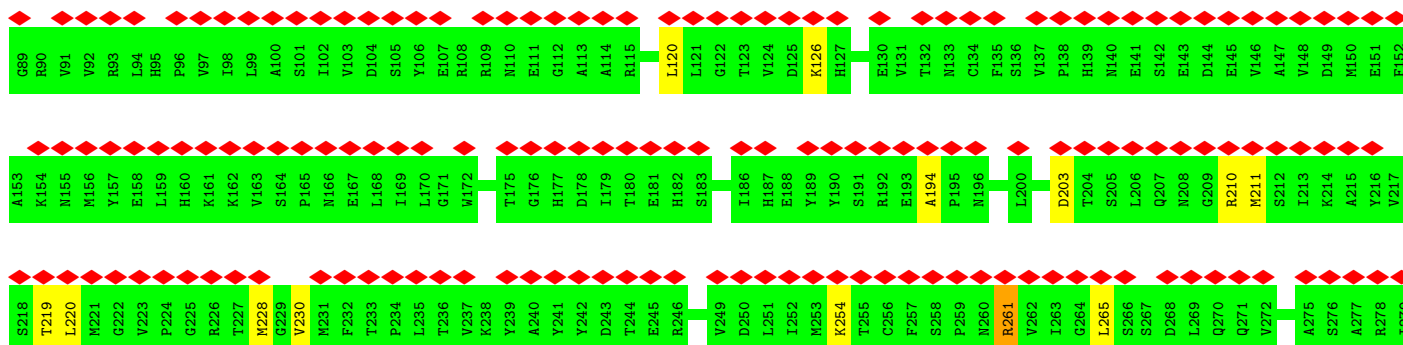 G89 R90 V91 V92 R93 L94 H95 P96 V97 I98 L99 A100 S101 I102 V103 D104 S105 Y106 E107 R108 R109 N110 E111 G112 A113 A114 R115 L120 L121 G122 T123 V124 D125 K126 H127 E130 V131 T132 N133 C134 F135 S136 V137 P138 H139 N140 E141 S142 E143 D144 E145 V146 A147 V148 D149 M150 E151 F152
A153 K154 N155 M156 Y157 E158 L159 H160 K161 K162 V163 S164 P165 N166 E167 L168 I169 L170 G171 W172 T175 G176 H177 D178 I179 T180 E181 H182 S183 I186 H187 E188 Y189 Y190 S191 R192 E193 A194 P195 N196 L200 D203 T204 S205 L206 Q207 N208 G209 R210 M211 S212 I213 K214 A215 Y216 V217
S218 T219 L220 M221 G222 V223 P224 G225 R226 T227 M228 G229 V230 M231 F232 T233 P234 L235 T236 V237 K238 Y239 A240 Y241 Y242 D243 T244 E245 R246 V249 D250 L251 I252 M253 K254 T255 C256 F257 S258 P259 N260 R261 V262 I263 G264 L265 S266 S267 D268 L269 Q270 Q271 V272 A275 S276 A277 R278